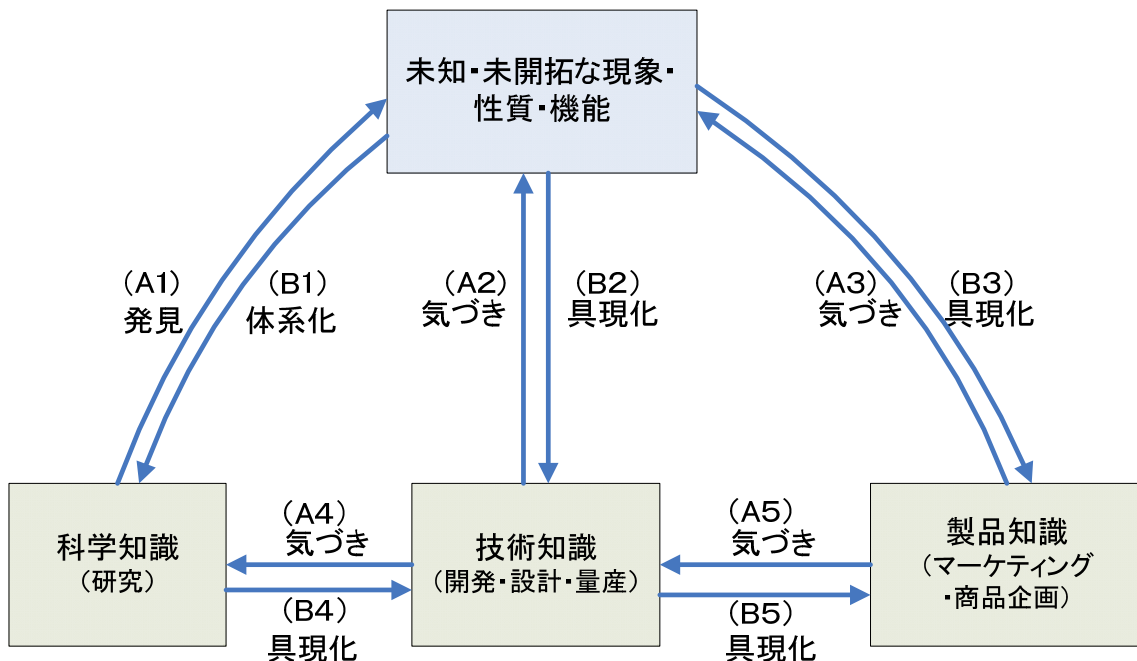 未知・未開拓な現象・
性質・機能
(A1)
発見
(B1)
体系化
(A2)
気づき
(B2)
具現化
(A3)
気づき
(B3)
具現化
科学知識
(研究)
(A4)
気づき
(B4)
具現化
技術知識
(開発・設計・量産)
(A5)
気づき
(B5)
具現化
製品知識
(マーケティング
・商品企画)